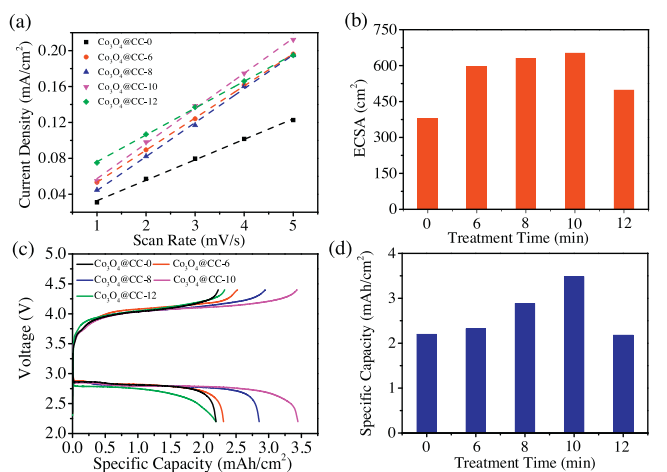 (a)
Co₃O₄@CC-0
Co₃O₄@CC-6
Co₃O₄@CC-8
Co₃O₄@CC-10
Co₃O₄@CC-12
Current Density (mA/cm²)
0.20
0.16
0.12
0.08
0.04
1 2 3 4 5
Scan Rate (mV/s)
(b)
ECSA (cm²)
750
600
450
300
150
0
0 6 8 10 12
Treatment Time (min)
(c)
Co₃O₄@CC-0 Co₃O₄@CC-6
Co₃O₄@CC-8 Co₃O₄@CC-10
Co₃O₄@CC-12
Voltage (V)
5.0
4.5
4.0
3.5
3.0
2.5
2.0
0.0 0.5 1.0 1.5 2.0 2.5 3.0 3.5
Specific Capacity (mAh/cm²)
(d)
Specific Capacity (mAh/cm²)
4
3
2
1
0
0 6 8 10 12
Treatment Time (min)